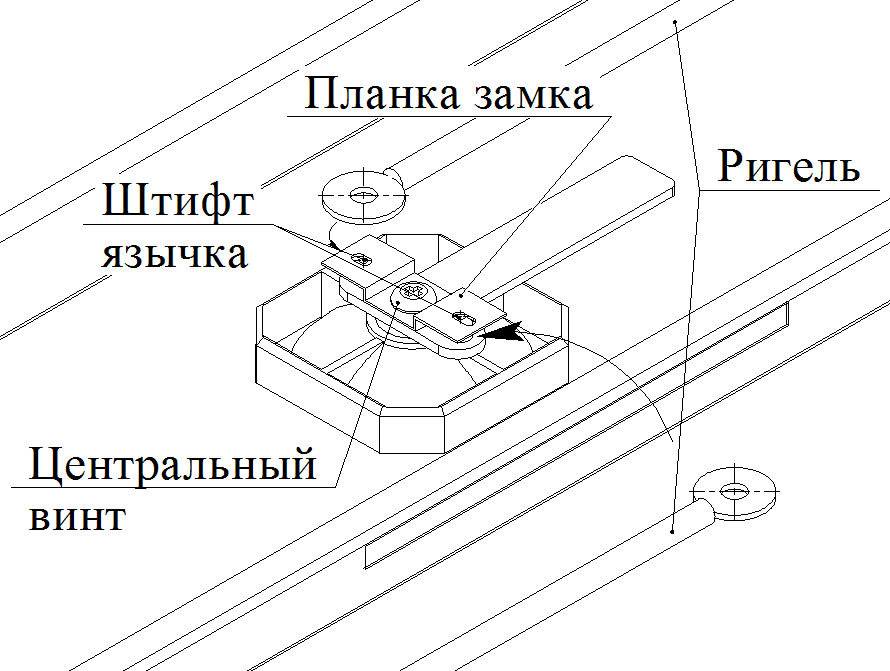 Планка замка
Ригель
Штифт
язычка
Центральный
винт